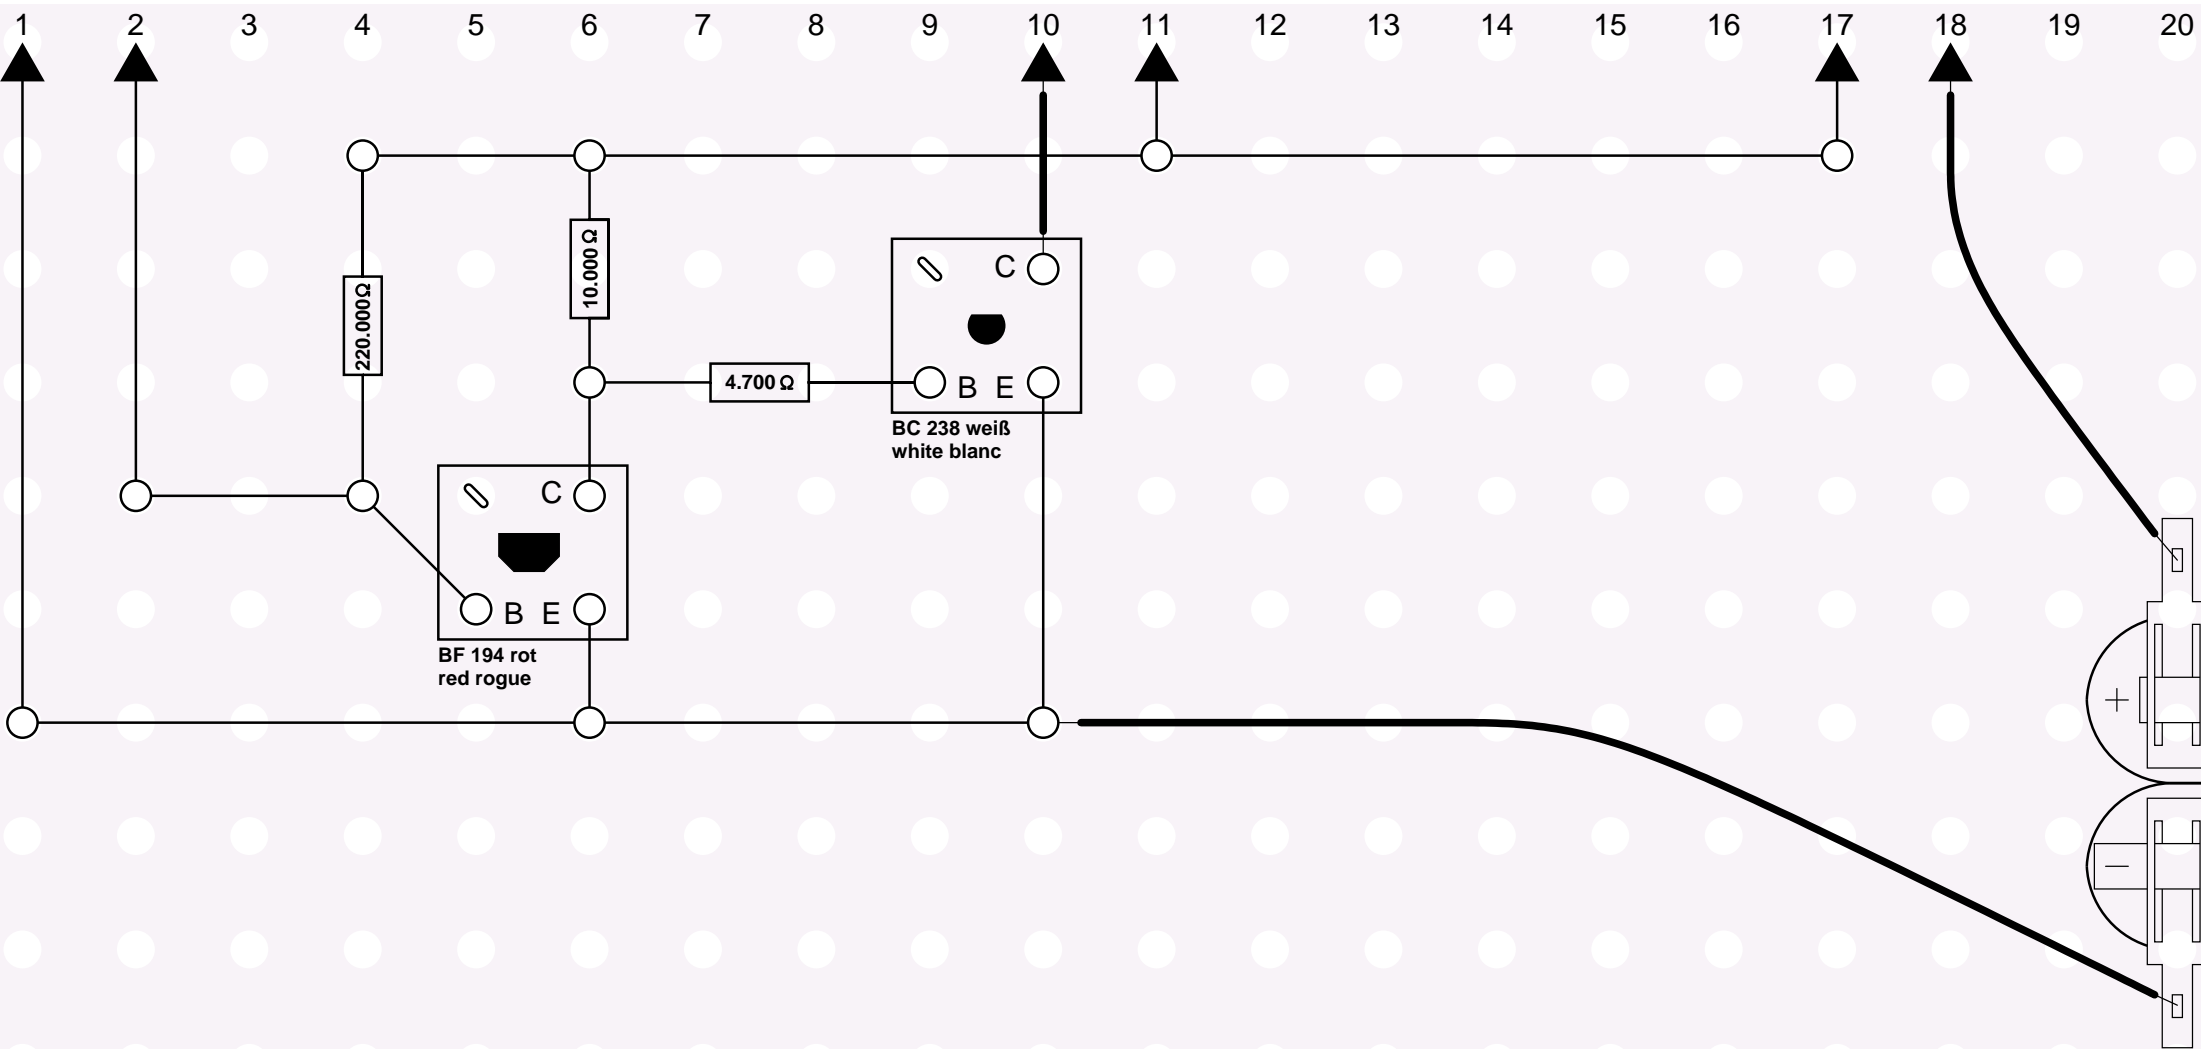 1 2 3 4 5 6 7 8 9 10 11 12 13 14 15 16 17 18 19 20
10.000 Ω
220.000Ω
C
4.700 Ω
B E
BC 238 weiß
white blanc
C
B E
BF 194 rot
red rogue
+
−